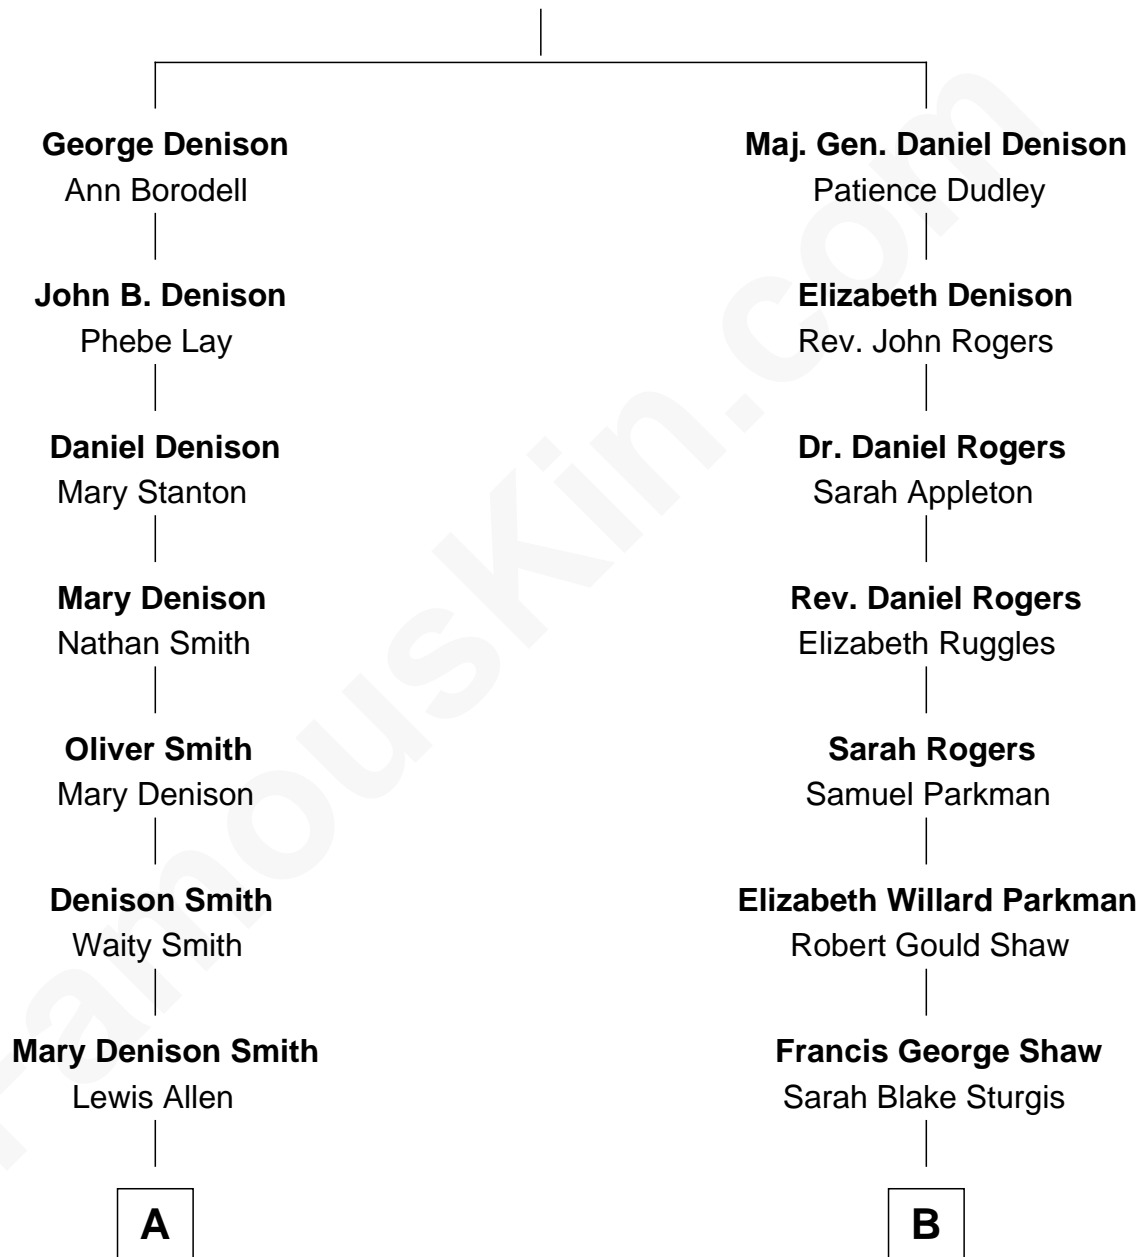 George Denison
Ann Borodell
John B. Denison
Phebe Lay
Daniel Denison
Mary Stanton
Mary Denison
Nathan Smith
Oliver Smith
Mary Denison
Denison Smith
Waity Smith
Mary Denison Smith
Lewis Allen
A
Maj. Gen. Daniel Denison
Patience Dudley
Elizabeth Denison
Rev. John Rogers
Dr. Daniel Rogers
Sarah Appleton
Rev. Daniel Rogers
Elizabeth Ruggles
Sarah Rogers
Samuel Parkman
Elizabeth Willard Parkman
Robert Gould Shaw
Francis George Shaw
Sarah Blake Sturgis
B
FamousKin.com